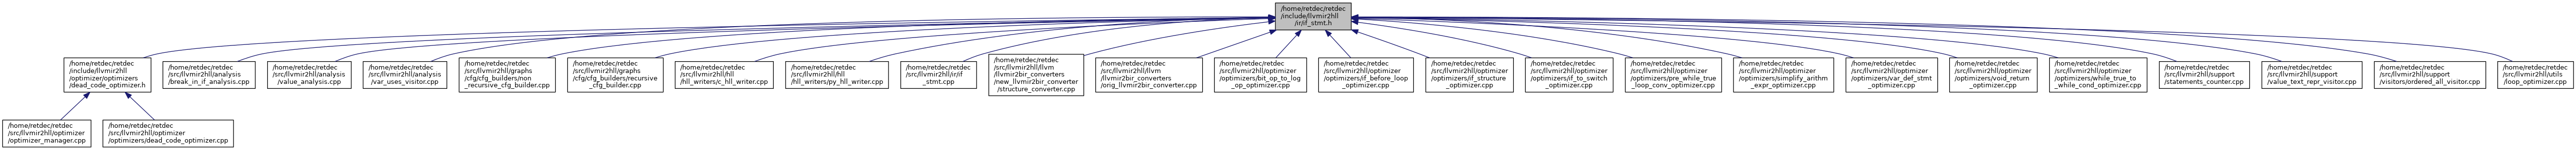 /home/retdec/retdec
/include/llvmir2hll
/ir/if_stmt.h
/home/retdec/retdec
/include/llvmir2hll
/optimizer/optimizers
/dead_code_optimizer.h
/home/retdec/retdec
/src/llvmir2hll/analysis
/break_in_if_analysis.cpp
/home/retdec/retdec
/src/llvmir2hll/analysis
/value_analysis.cpp
/home/retdec/retdec
/src/llvmir2hll/analysis
/var_uses_visitor.cpp
/home/retdec/retdec
/src/llvmir2hll/graphs
/cfg/cfg_builders/non
_recursive_cfg_builder.cpp
/home/retdec/retdec
/src/llvmir2hll/graphs
/cfg/cfg_builders/recursive
_cfg_builder.cpp
/home/retdec/retdec
/src/llvmir2hll/hll
/hll_writers/c_hll_writer.cpp
/home/retdec/retdec
/src/llvmir2hll/hll
/hll_writers/py_hll_writer.cpp
/home/retdec/retdec
/src/llvmir2hll/ir/if
_stmt.cpp
/home/retdec/retdec
/src/llvmir2hll/llvm
/llvmir2bir_converters
/new_llvmir2bir_converter
/structure_converter.cpp
/home/retdec/retdec
/src/llvmir2hll/llvm
/llvmir2bir_converters
/orig_llvmir2bir_converter.cpp
/home/retdec/retdec
/src/llvmir2hll/optimizer
/optimizers/bit_op_to_log
_op_optimizer.cpp
/home/retdec/retdec
/src/llvmir2hll/optimizer
/optimizers/if_before_loop
_optimizer.cpp
/home/retdec/retdec
/src/llvmir2hll/optimizer
/optimizers/if_structure
_optimizer.cpp
/home/retdec/retdec
/src/llvmir2hll/optimizer
/optimizers/if_to_switch
_optimizer.cpp
/home/retdec/retdec
/src/llvmir2hll/optimizer
/optimizers/pre_while_true
_loop_conv_optimizer.cpp
/home/retdec/retdec
/src/llvmir2hll/optimizer
/optimizers/simplify_arithm
_expr_optimizer.cpp
/home/retdec/retdec
/src/llvmir2hll/optimizer
/optimizers/var_def_stmt
_optimizer.cpp
/home/retdec/retdec
/src/llvmir2hll/optimizer
/optimizers/void_return
_optimizer.cpp
/home/retdec/retdec
/src/llvmir2hll/optimizer
/optimizers/while_true_to
_while_cond_optimizer.cpp
/home/retdec/retdec
/src/llvmir2hll/support
/statements_counter.cpp
/home/retdec/retdec
/src/llvmir2hll/support
/value_text_repr_visitor.cpp
/home/retdec/retdec
/src/llvmir2hll/support
/visitors/ordered_all_visitor.cpp
/home/retdec/retdec
/src/llvmir2hll/utils
/loop_optimizer.cpp
/home/retdec/retdec
/src/llvmir2hll/optimizer
/optimizer_manager.cpp
/home/retdec/retdec
/src/llvmir2hll/optimizer
/optimizers/dead_code_optimizer.cpp